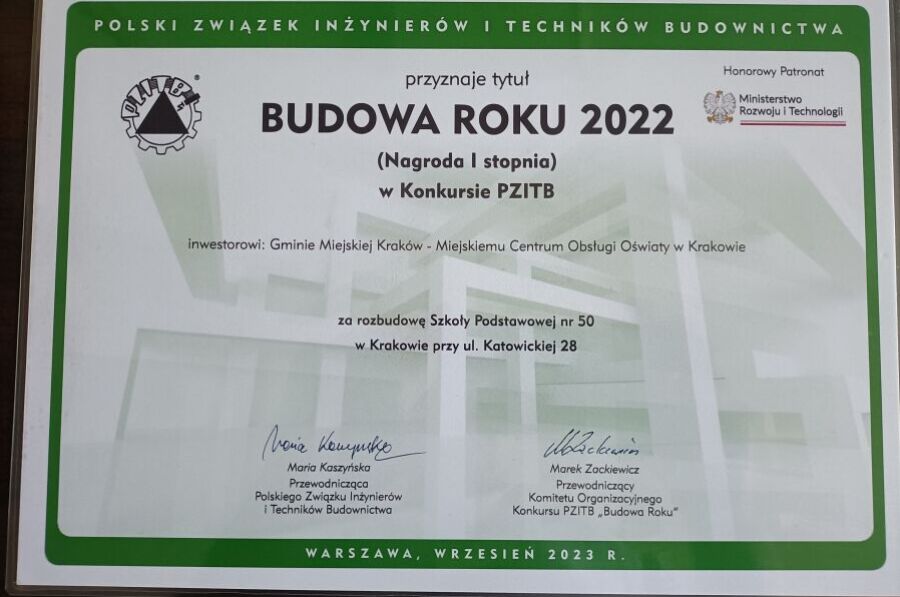 POLSKI ZWIĄZEK INŻYNIERÓW I TECHNIKÓW BUDOWNICTWA
PZITB
®
przyznaje tytuł
Honorowy Patronat
Ministerstwo
Rozwoju i Technologii
BUDOWA ROKU 2022
(Nagroda I stopnia)
w Konkursie PZITB
inwestorowi: Gminie Miejskiej Kraków - Miejskiemu Centrum Obsługi Oświaty w Krakowie
za rozbudowę Szkoły Podstawowej nr 50
w Krakowie przy ul. Katowickiej 28
Maria Kaszyńska
Maria Kaszyńska
Przewodnicząca
Polskiego Związku Inżynierów
i Techników Budownictwa
Marek Zackiewicz
Przewodniczący
Komitetu Organizacyjnego
Konkursu PZITB „Budowa Roku"
WARSZAWA, WRZESIEŃ 2023 R.